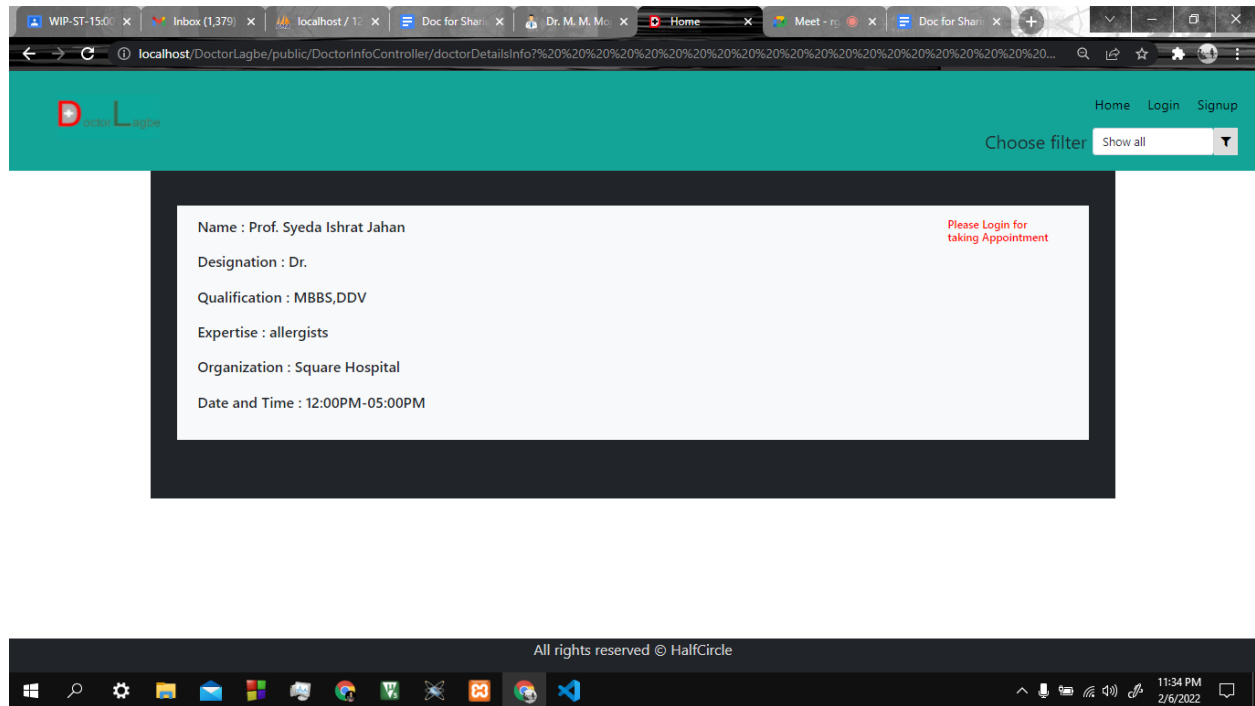 WIP-ST-15:00
Inbox (1,379)
localhost / 12
Doc for Shari
Dr. M. M. Mo
Home
Meet - rg
Doc for Shari
localhost/DoctorLagbe/public/DoctorInfoController/doctorDetailsInfo?%20%20%20%20%20%20%20%20%20%20%20%20%20%20%20%20%20%20%20%20%20%20%20%20...
Doctor Lagbe
Home Login Signup
Choose filter Show all
Name : Prof. Syeda Ishrat Jahan
Please Login for
taking Appointment
Designation : Dr.
Qualification : MBBS,DDV
Expertise : allergists
Organization : Square Hospital
Date and Time : 12:00PM-05:00PM
All rights reserved © HalfCircle
11:34 PM
2/6/2022